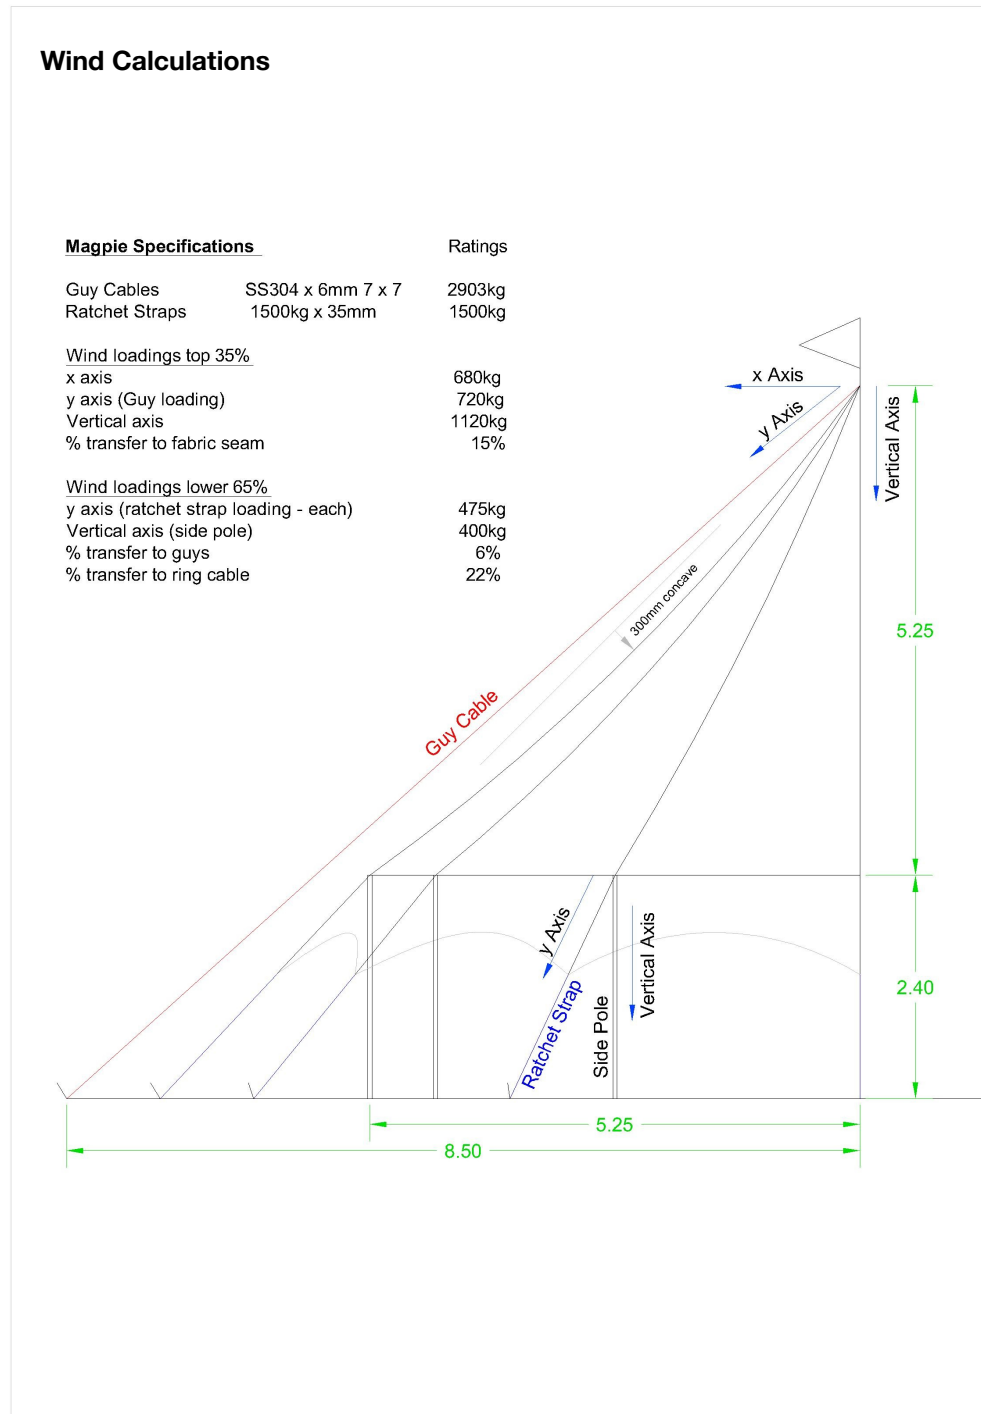 Wind Calculations
Magpie Specifications Ratings
Guy Cables SS304 x 6mm 7 x 7 2903kg
Ratchet Straps 1500kg x 35mm 1500kg
Wind loadings top 35%
x axis 680kg
y axis (Guy loading) 720kg
Vertical axis 1120kg
% transfer to fabric seam 15%
Wind loadings lower 65%
y axis (ratchet strap loading - each) 475kg
Vertical axis (side pole) 400kg
% transfer to guys 6%
% transfer to ring cable 22%
x Axis
y Axis
Vertical Axis
300mm concave
5.25
Guy Cable
y Axis
Vertical Axis
2.40
Ratchet Strap
Side Pole
5.25
8.50